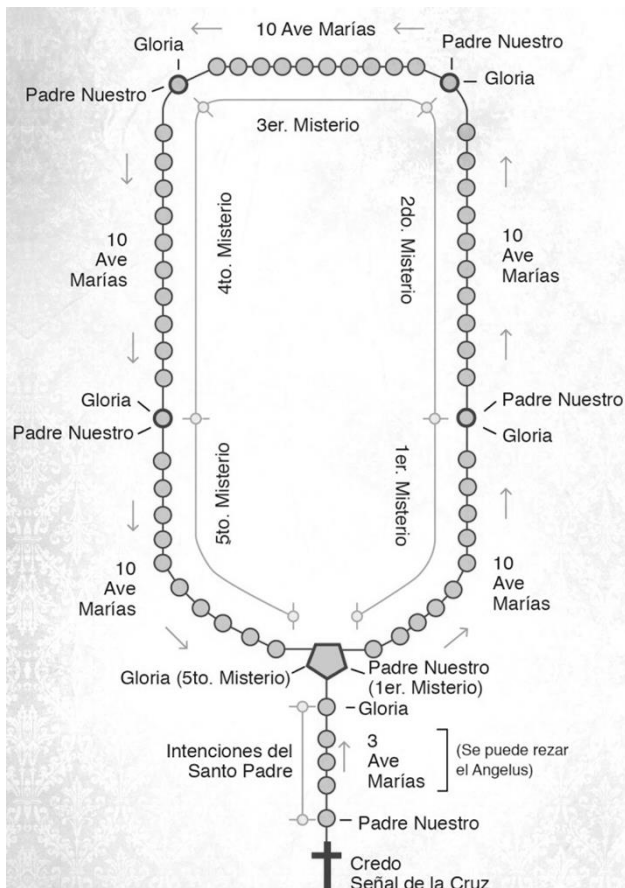 10 Ave Marías
Gloria
Padre Nuestro
Padre Nuestro
Gloria
3er. Misterio
4to. Misterio
2do. Misterio
10
Ave
Marías
10
Ave
Marías
Gloria
Padre Nuestro
Padre Nuestro
Gloria
5to. Misterio
1er. Misterio
10
Ave
Marías
10
Ave
Marías
Gloria (5to. Misterio)
Padre Nuestro
(1er. Misterio)
Gloria
Intenciones del
Santo Padre
3
Ave
Marías
(Se puede rezar
el Angelus)
Padre Nuestro
Credo
Señal de la Cruz